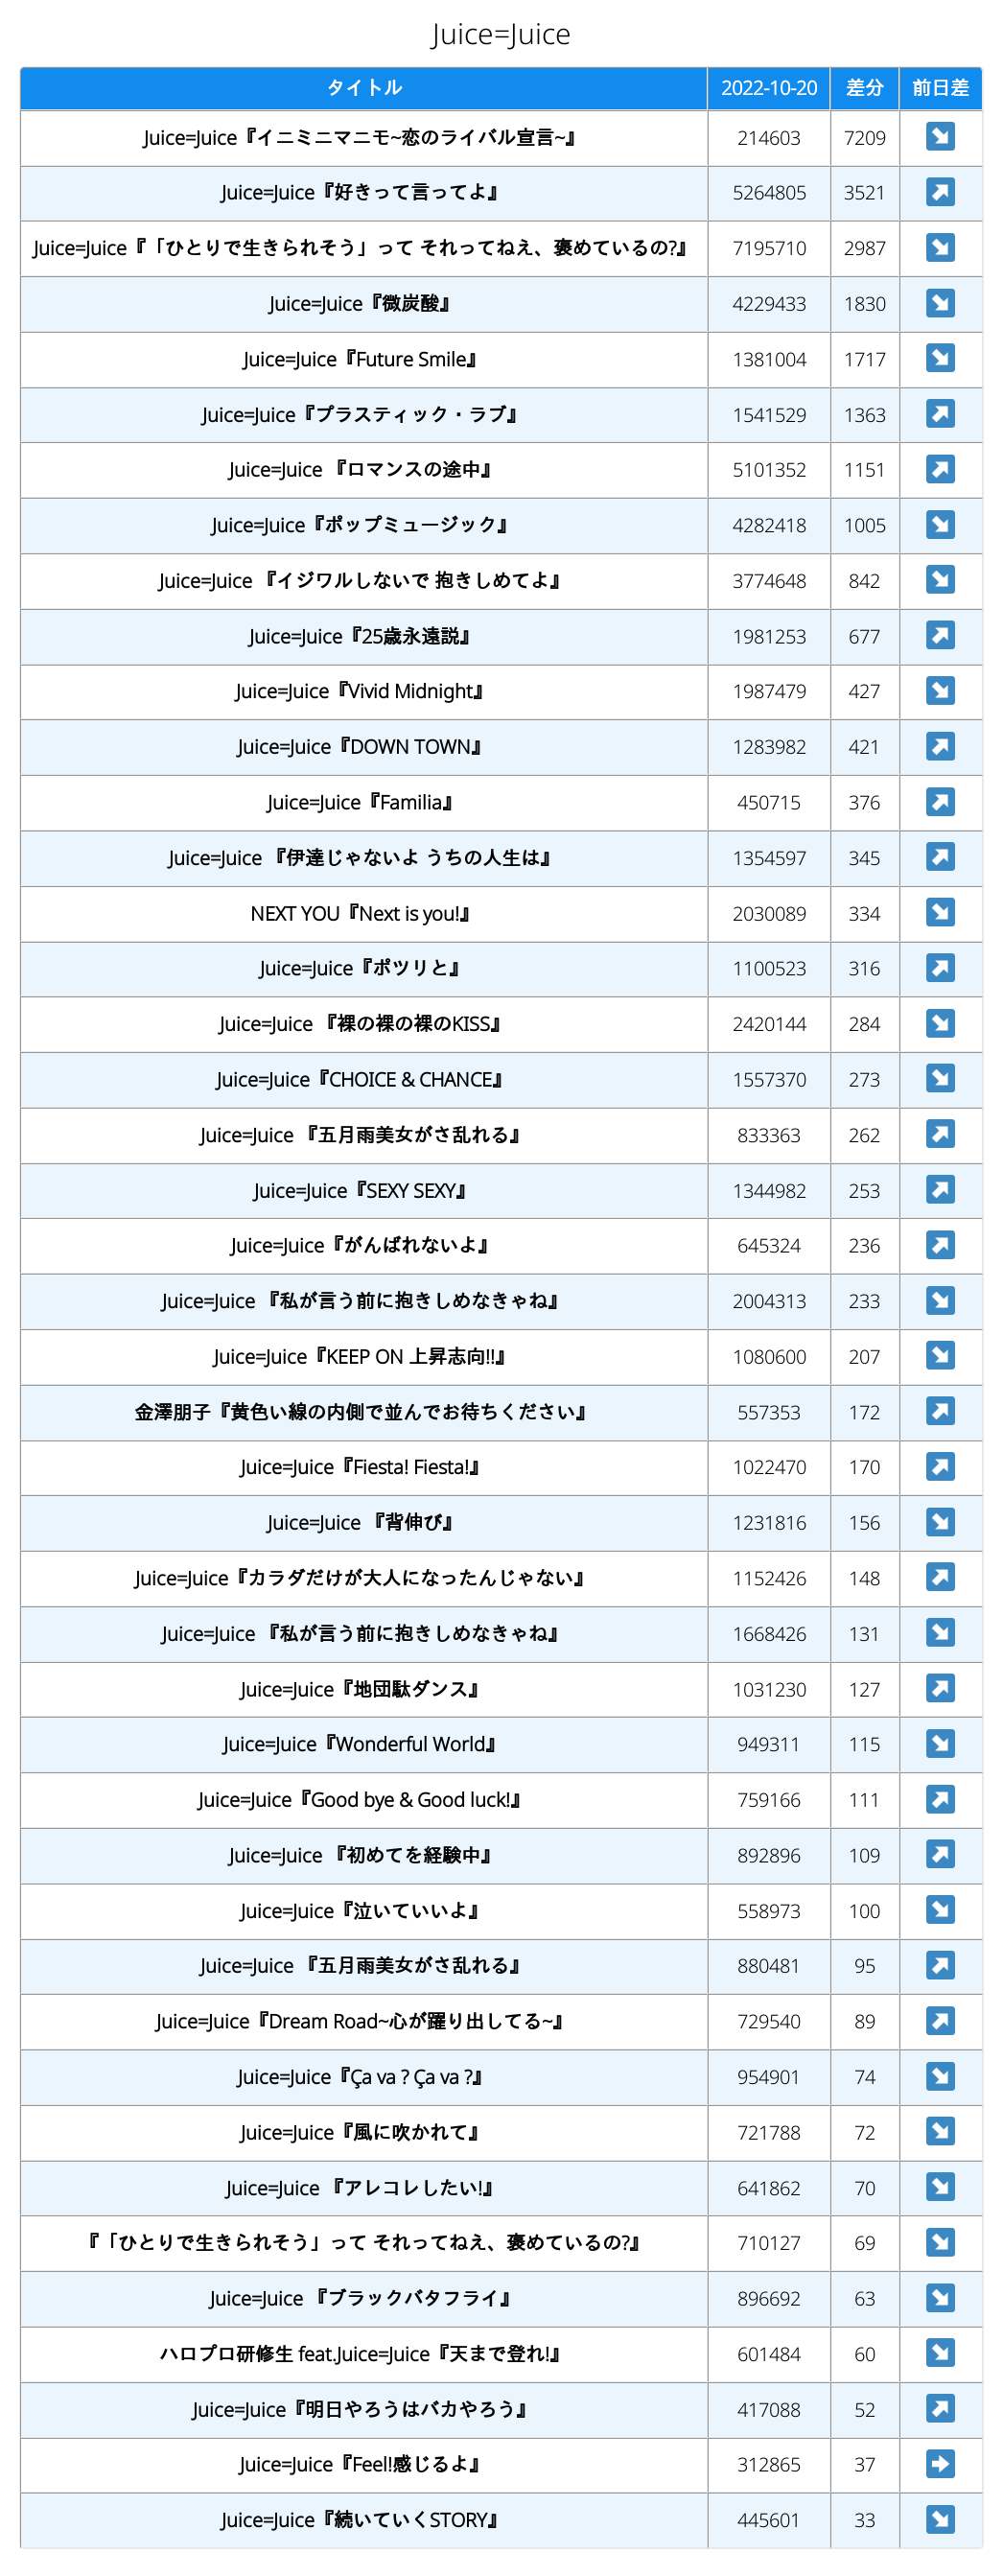 Juice=Juice
タイトル 2022-10-20 差分 前日差
Juice=Juice『イニミニマニモ~恋のライバル宣言~』 214603 7209 ↘
Juice=Juice『好きって言ってよ』 5264805 3521 ↗
Juice=Juice『「ひとりで生きられそう」って それってねえ、褒めているの?』 7195710 2987 ↘
Juice=Juice『微炭酸』 4229433 1830 ↘
Juice=Juice『Future Smile』 1381004 1717 ↘
Juice=Juice『プラスティック・ラブ』 1541529 1363 ↗
Juice=Juice 『ロマンスの途中』 5101352 1151 ↗
Juice=Juice『ポップミュージック』 4282418 1005 ↘
Juice=Juice 『イジワルしないで 抱きしめてよ』 3774648 842 ↘
Juice=Juice『25歳永遠説』 1981253 677 ↗
Juice=Juice『Vivid Midnight』 1987479 427 ↘
Juice=Juice『DOWN TOWN』 1283982 421 ↗
Juice=Juice『Familia』 450715 376 ↗
Juice=Juice 『伊達じゃないよ うちの人生は』 1354597 345 ↗
NEXT YOU『Next is you!』 2030089 334 ↘
Juice=Juice『ポツリと』 1100523 316 ↗
Juice=Juice 『裸の裸の裸のKISS』 2420144 284 ↘
Juice=Juice『CHOICE & CHANCE』 1557370 273 ↘
Juice=Juice 『五月雨美女がさ乱れる』 833363 262 ↗
Juice=Juice『SEXY SEXY』 1344982 253 ↗
Juice=Juice『がんばれないよ』 645324 236 ↗
Juice=Juice 『私が言う前に抱きしめなきゃね』 2004313 233 ↘
Juice=Juice『KEEP ON 上昇志向!!』 1080600 207 ↘
金澤朋子『黄色い線の内側で並んでお待ちください』 557353 172 ↗
Juice=Juice『Fiesta! Fiesta!』 1022470 170 ↗
Juice=Juice 『背伸び』 1231816 156 ↘
Juice=Juice『カラダだけが大人になったんじゃない』 1152426 148 ↗
Juice=Juice 『私が言う前に抱きしめなきゃね』 1668426 131 ↘
Juice=Juice『地団駄ダンス』 1031230 127 ↗
Juice=Juice『Wonderful World』 949311 115 ↘
Juice=Juice『Good bye & Good luck!』 759166 111 ↗
Juice=Juice 『初めてを経験中』 892896 109 ↗
Juice=Juice『泣いていいよ』 558973 100 ↘
Juice=Juice 『五月雨美女がさ乱れる』 880481 95 ↗
Juice=Juice『Dream Road~心が躍り出してる~』 729540 89 ↗
Juice=Juice『Ça va ? Ça va ?』 954901 74 ↘
Juice=Juice『風に吹かれて』 721788 72 ↘
Juice=Juice 『アレコレしたい!』 641862 70 ↘
『「ひとりで生きられそう」って それってねえ、褒めているの?』 710127 69 ↘
Juice=Juice 『ブラックバタフライ』 896692 63 ↘
ハロプロ研修生 feat.Juice=Juice『天まで登れ!』 601484 60 ↘
Juice=Juice『明日やろうはバカやろう』 417088 52 ↗
Juice=Juice『Feel!感じるよ』 312865 37 ➡
Juice=Juice『続いていくSTORY』 445601 33 ↘